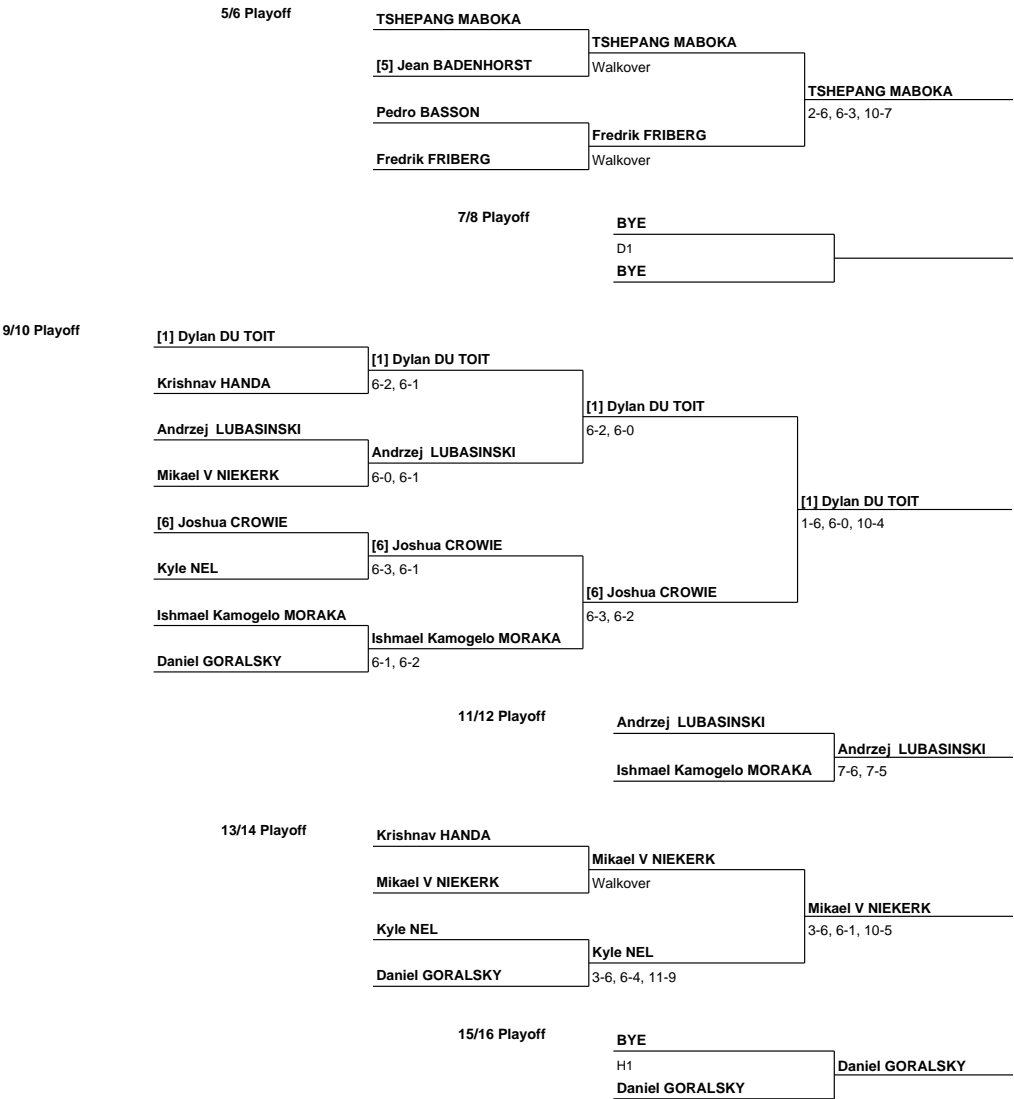 5/6 Playoff
TSHEPANG MABOKA
TSHEPANG MABOKA
[5] Jean BADENHORST
Walkover
TSHEPANG MABOKA
Pedro BASSON
2-6, 6-3, 10-7
Fredrik FRIBERG
Fredrik FRIBERG
Walkover
7/8 Playoff
BYE
D1
BYE
9/10 Playoff
[1] Dylan DU TOIT
[1] Dylan DU TOIT
Krishnav HANDA
6-2, 6-1
[1] Dylan DU TOIT
Andrzej LUBASINSKI
6-2, 6-0
Andrzej LUBASINSKI
Mikael V NIEKERK
6-0, 6-1
[1] Dylan DU TOIT
[6] Joshua CROWIE
1-6, 6-0, 10-4
[6] Joshua CROWIE
Kyle NEL
6-3, 6-1
[6] Joshua CROWIE
Ishmael Kamogelo MORAKA
6-3, 6-2
Ishmael Kamogelo MORAKA
Daniel GORALSKY
6-1, 6-2
11/12 Playoff
Andrzej LUBASINSKI
Andrzej LUBASINSKI
Ishmael Kamogelo MORAKA
7-6, 7-5
13/14 Playoff
Krishnav HANDA
Mikael V NIEKERK
Mikael V NIEKERK
Walkover
Mikael V NIEKERK
Kyle NEL
3-6, 6-1, 10-5
Kyle NEL
Daniel GORALSKY
3-6, 6-4, 11-9
15/16 Playoff
BYE
H1
Daniel GORALSKY
Daniel GORALSKY